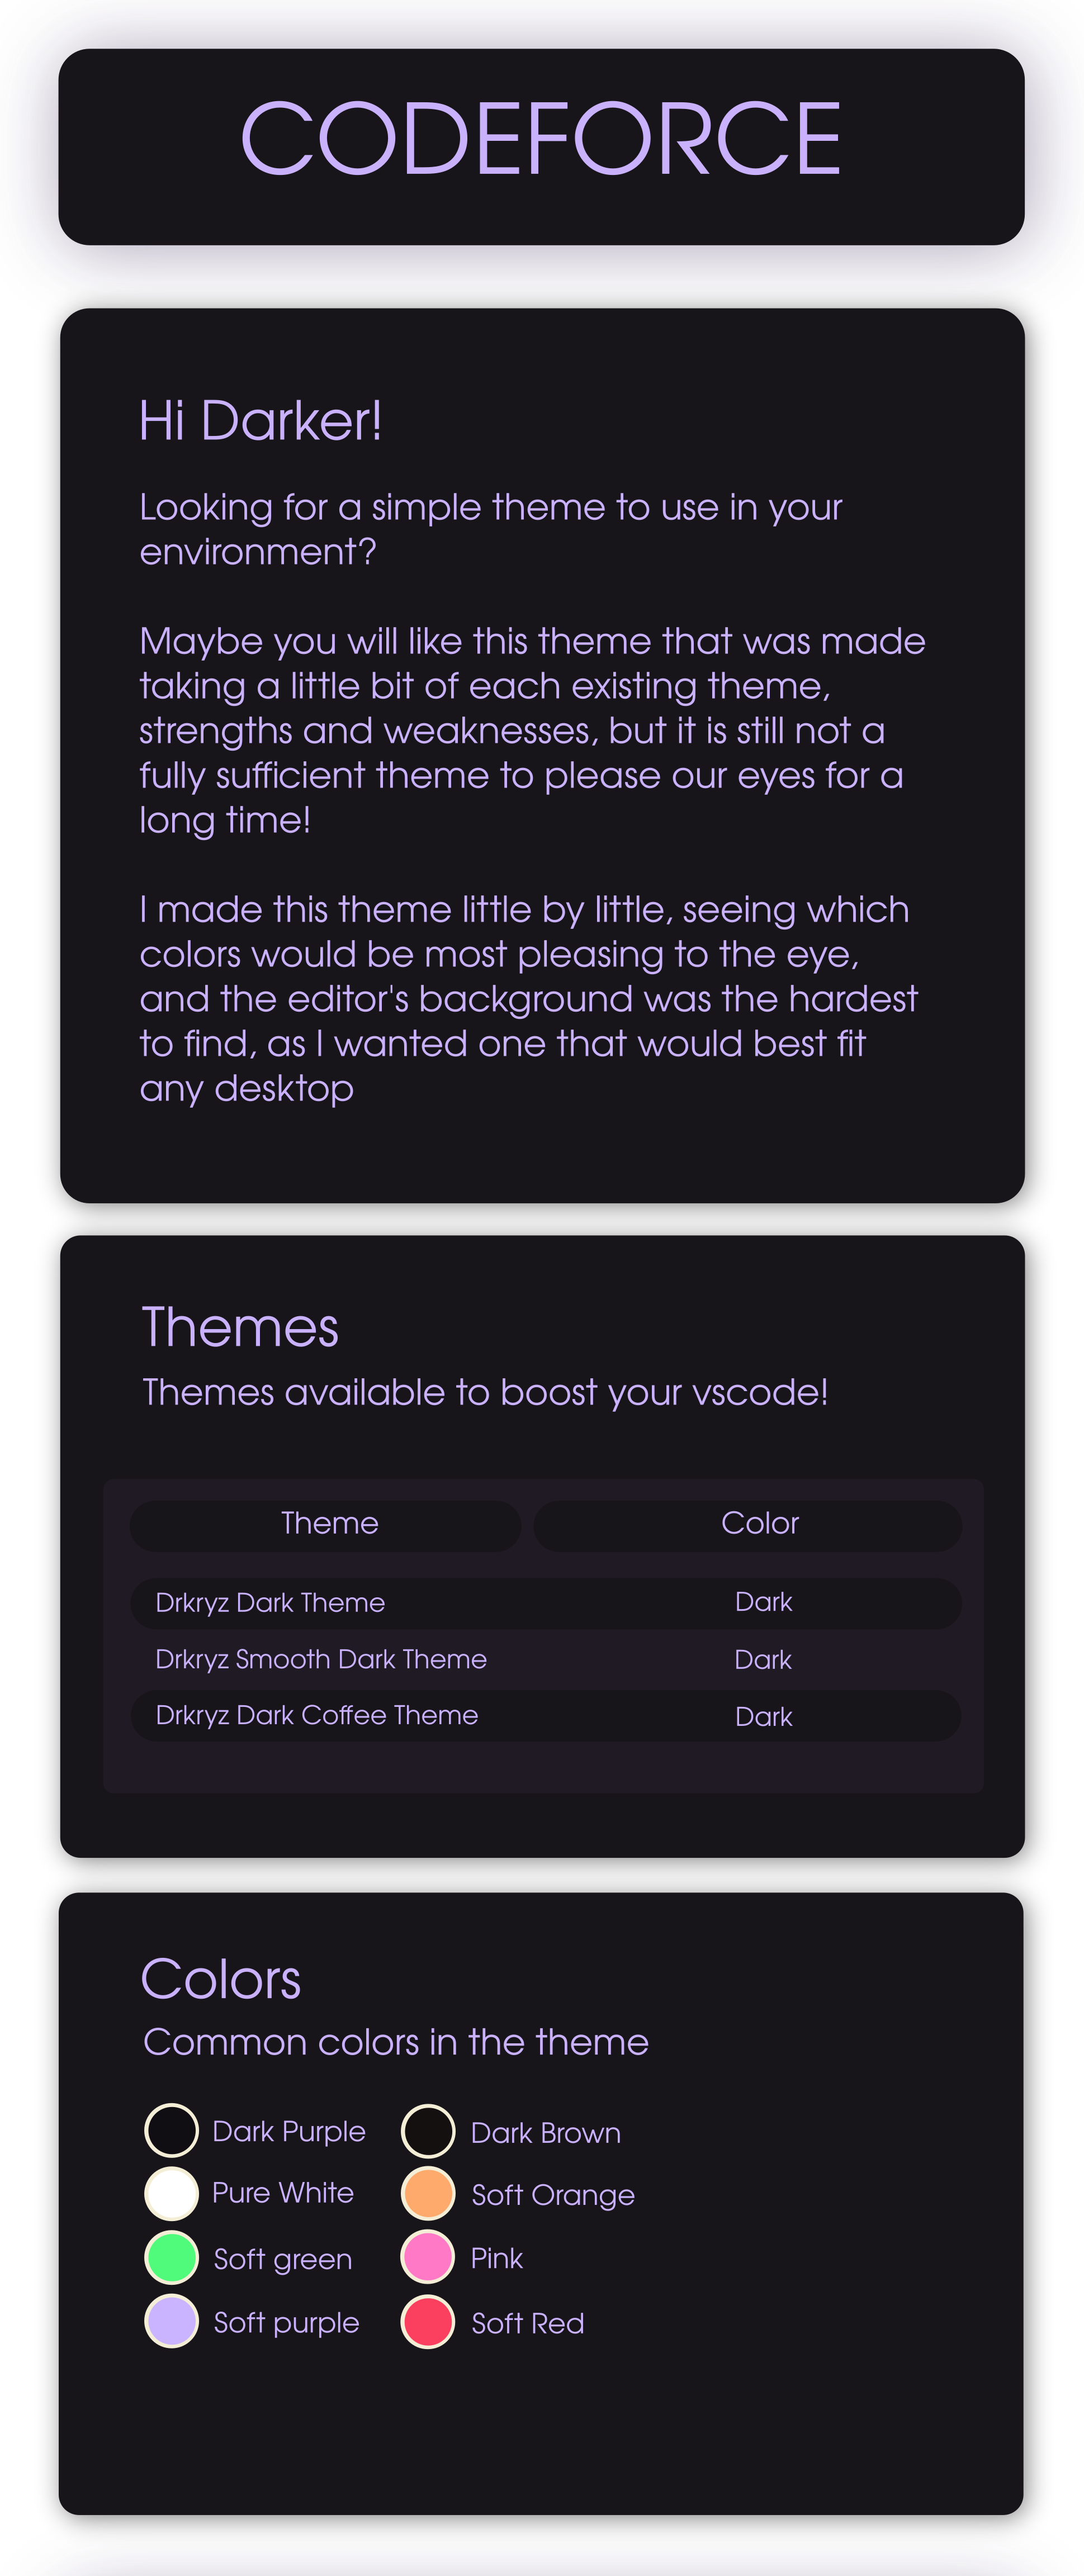 CODEFORCE
Hi Darker!
Looking for a simple theme to use in your
environment?
Maybe you will like this theme that was made
taking a little bit of each existing theme,
strengths and weaknesses, but it is still not a
fully sufficient theme to please our eyes for a
long time!
I made this theme little by little, seeing which
colors would be most pleasing to the eye,
and the editor's background was the hardest
to find, as I wanted one that would best fit
any desktop
Themes
Themes available to boost your vscode!
Theme Color
Drkryz Dark Theme Dark
Drkryz Smooth Dark Theme Dark
Drkryz Dark Coffee Theme Dark
Colors
Common colors in the theme
Dark Purple Dark Brown
Pure White Soft Orange
Soft green Pink
Soft purple Soft Red